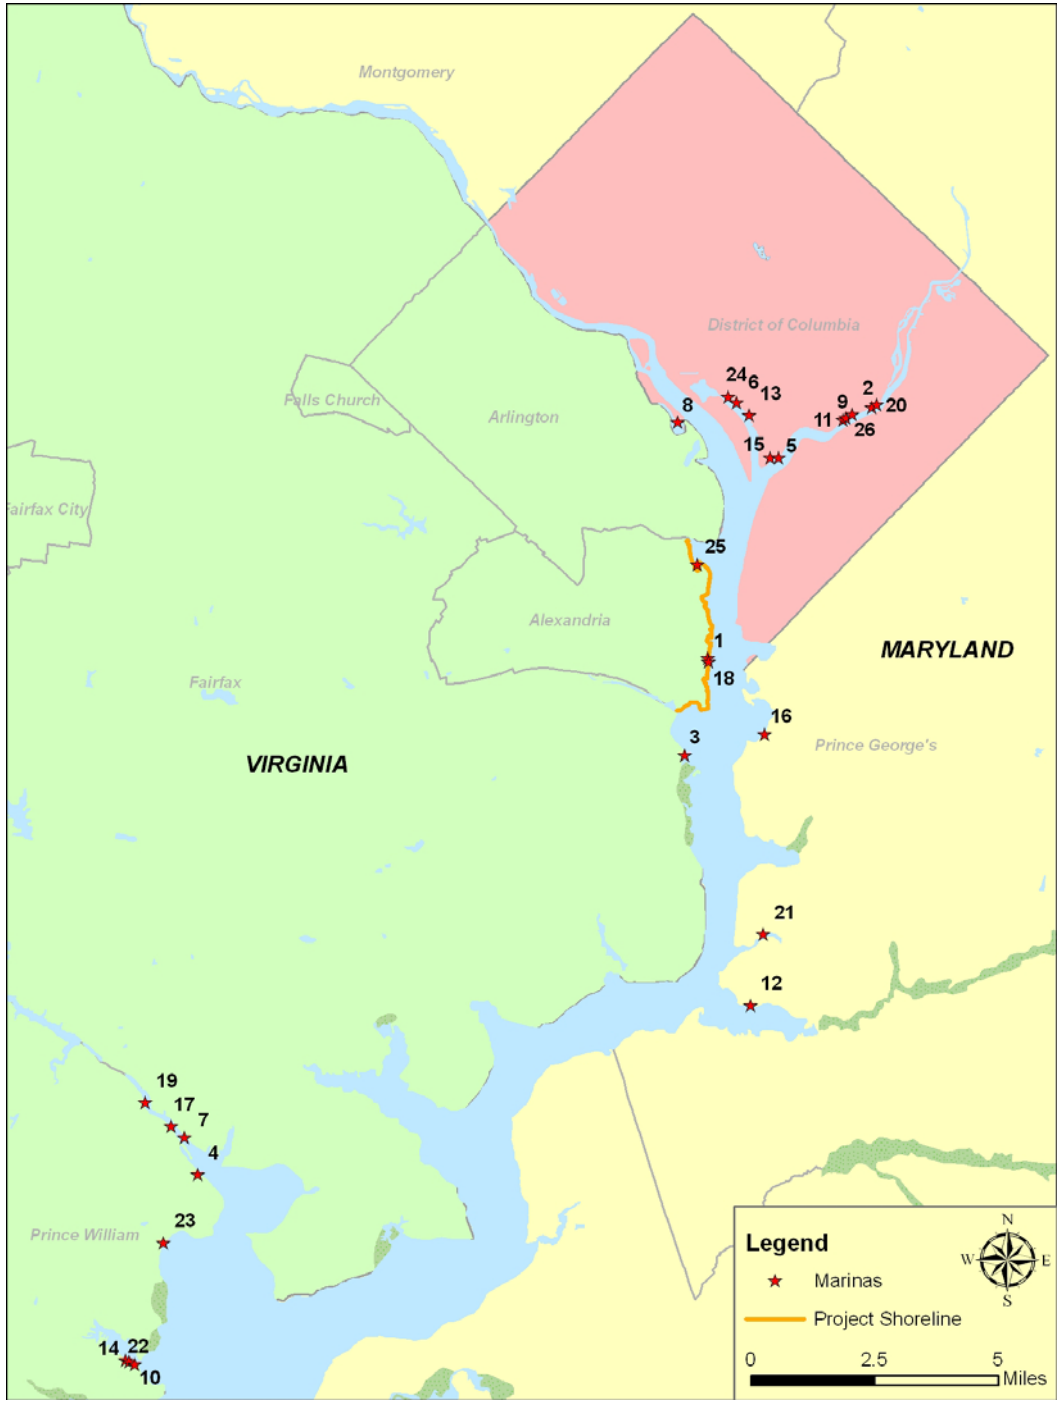 Montgomery
District of Columbia
24
6
13
2
20
9
8
11
26
Falls Church
Arlington
15
5
Fairfax City
25
Alexandria
1
MARYLAND
18
Fairfax
16
3
Prince George's
VIRGINIA
21
12
19
17
7
4
23
Prince William
14
22
10
Legend
Marinas
Project Shoreline
0
2.5
5
Miles
N
W
E
S